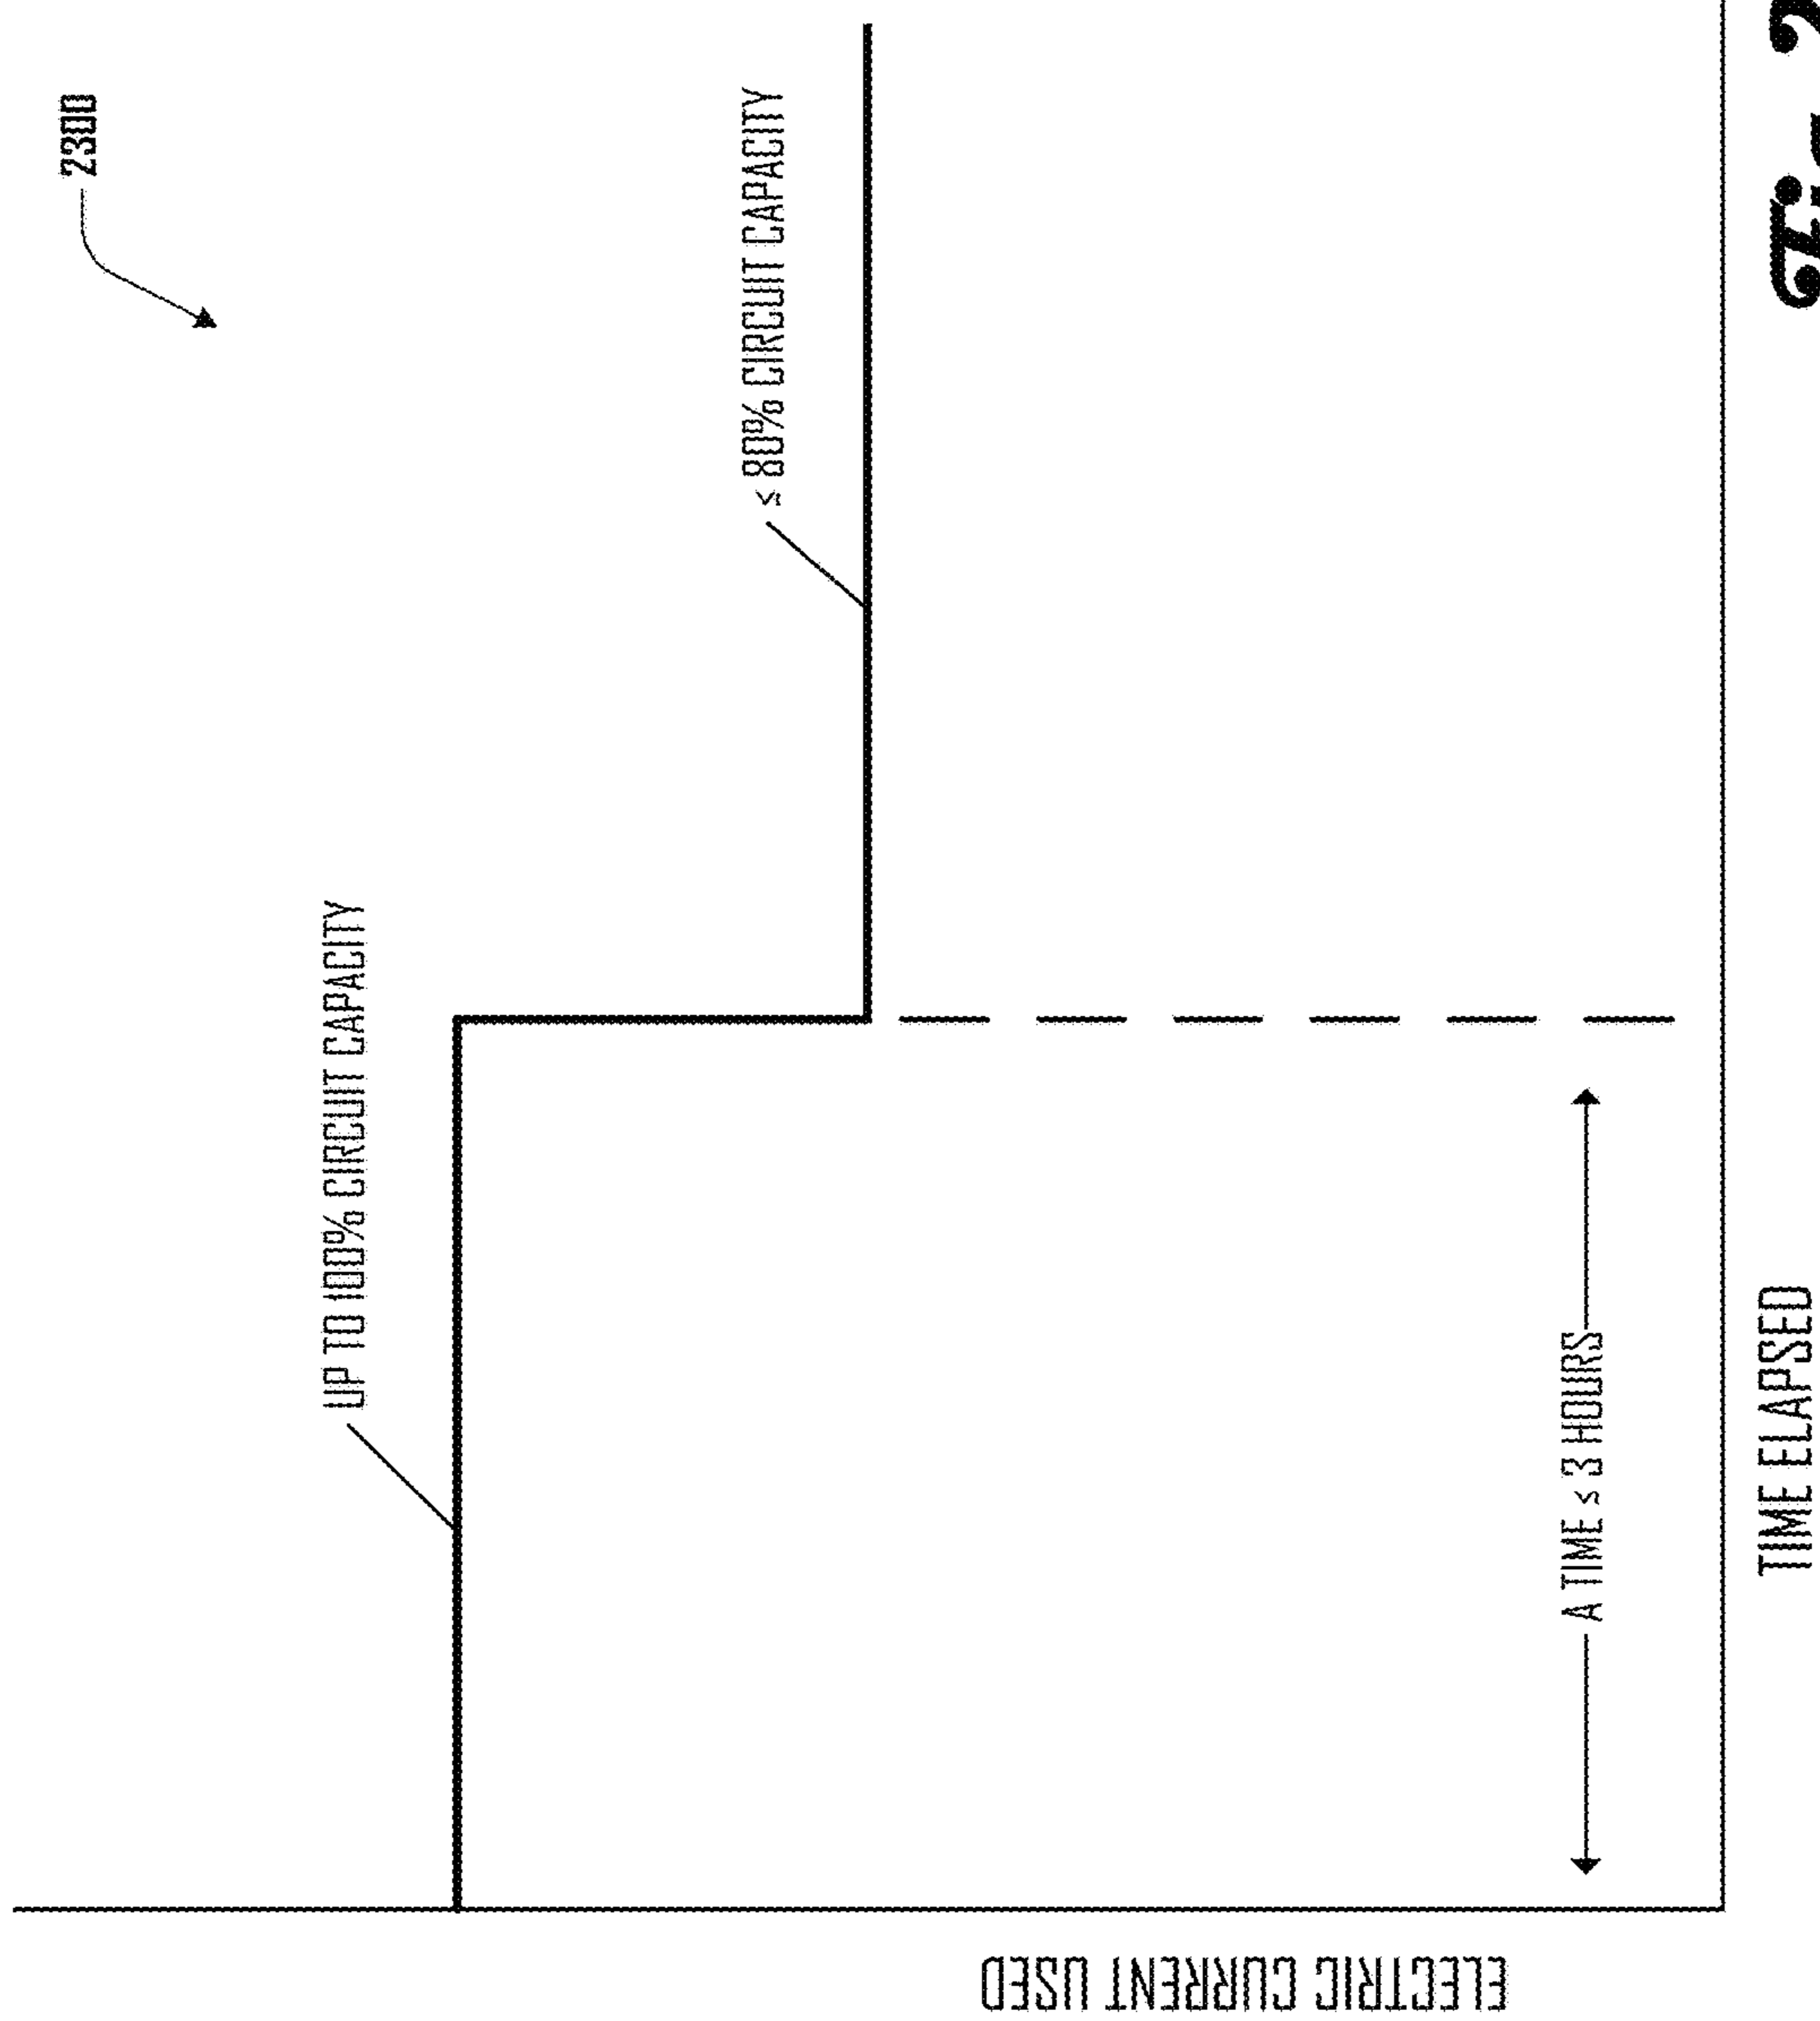 2300
UP TO 100% CIRCUIT CAPACITY
≤ 80% CIRCUIT CAPACITY
A TIME ≤ 3 HOURS
ELECTRIC CURRENT USED
TIME ELAPSED